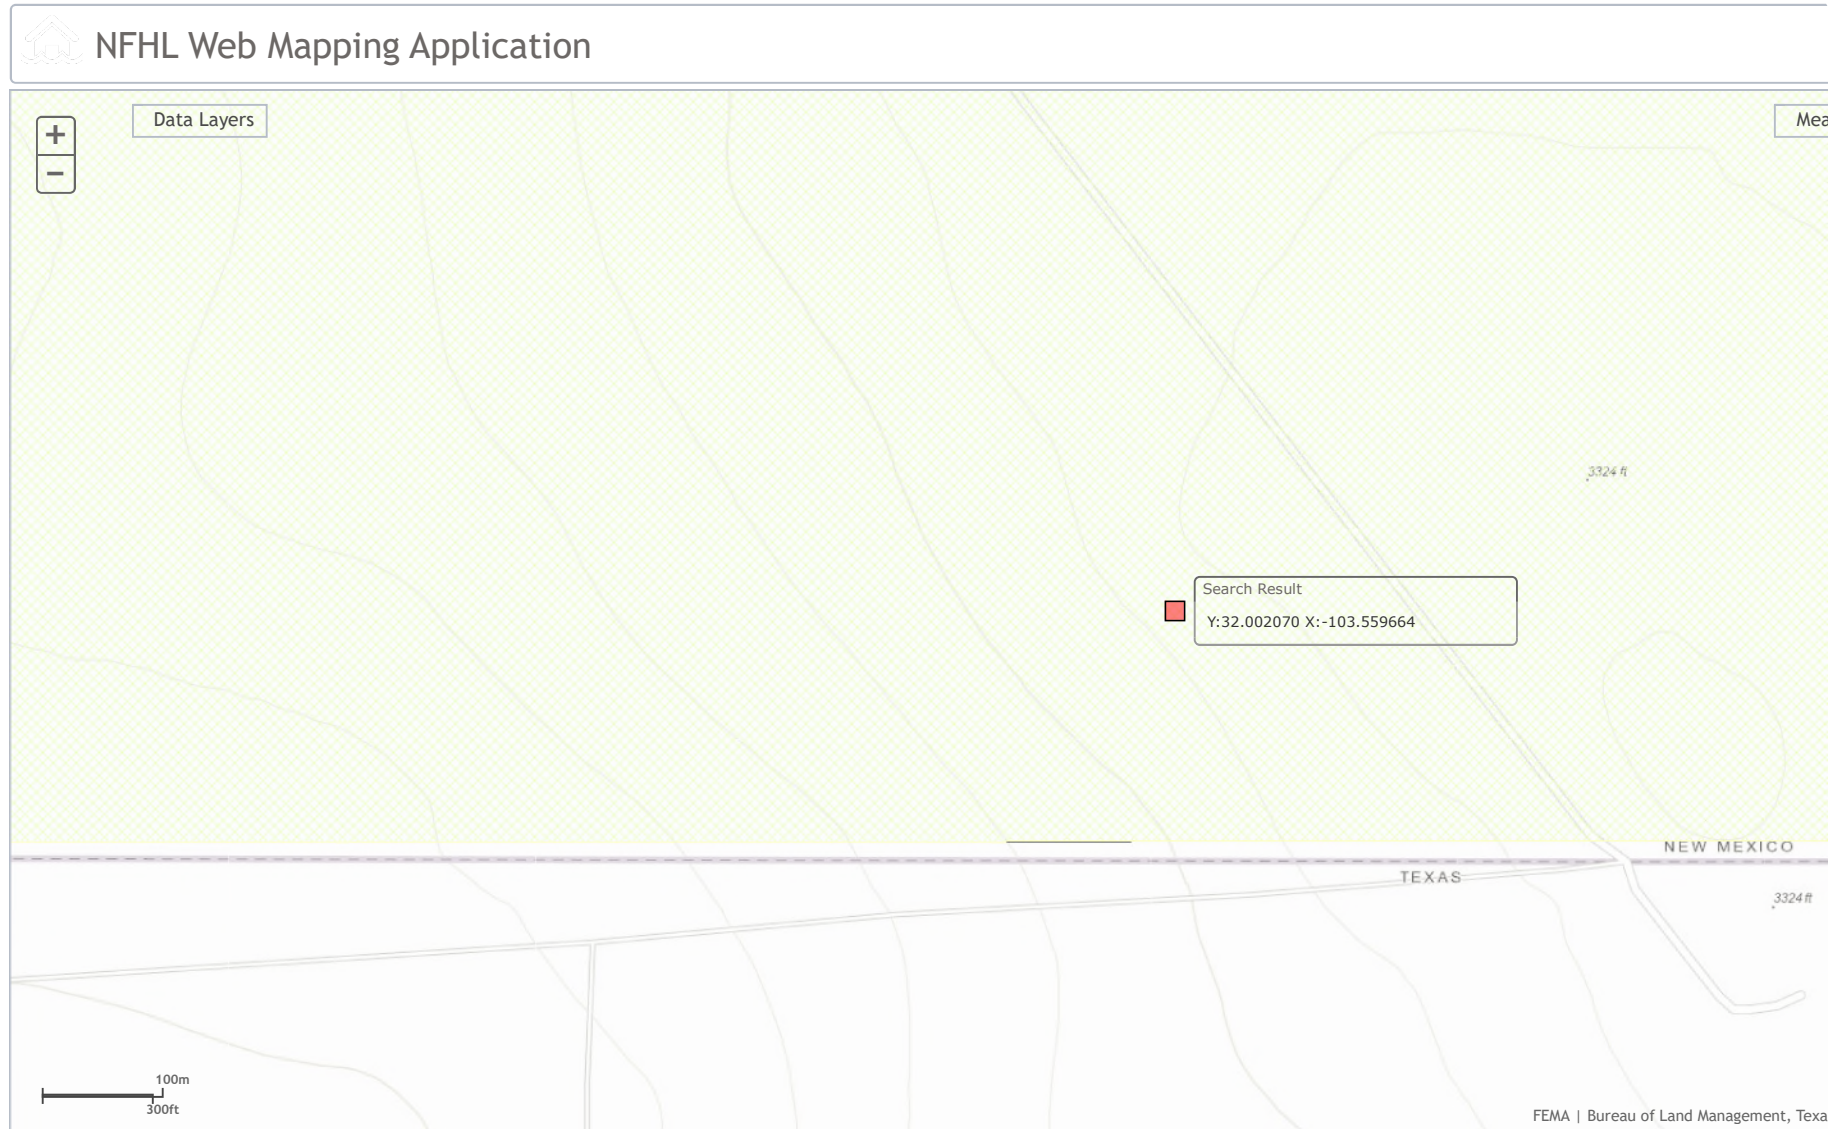 NFHL Web Mapping Application
+
Data Layers
Mea
−
3324 ft
Search Result
Y:32.002070 X:-103.559664
NEW MEXICO
TEXAS
3324 ft
100m
300ft
FEMA | Bureau of Land Management, Texa